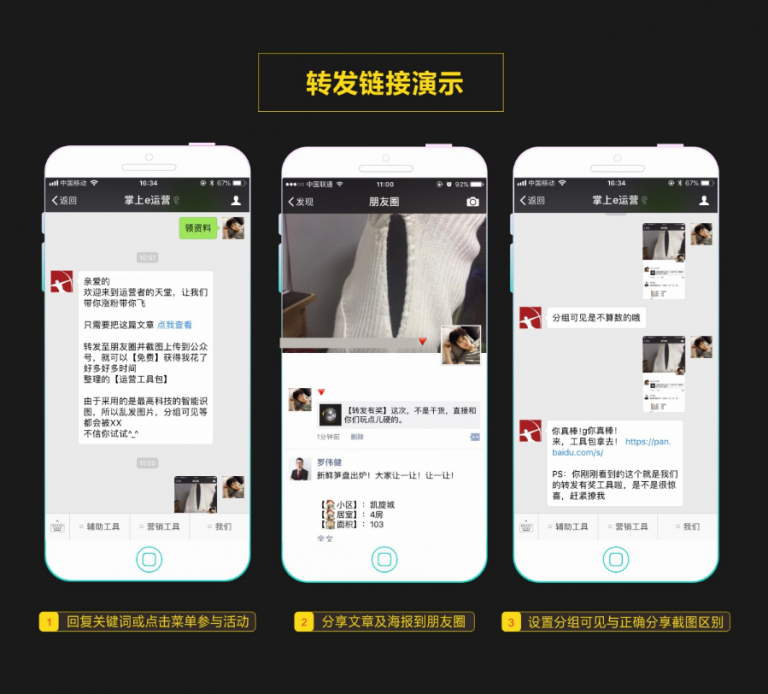 转发链接演示
中国移动 16:34 67%
返回 掌上e运营
领资料
亲爱的
欢迎来到运营者的天堂，让我们
带你涨粉带你飞
只需要把这篇文章 点我查看
转发至朋友圈并截图上传到公众
号，就可以【免费】获得我花了
好多好多时间
整理的【运营工具包】
由于采用的是最高科技的智能识
图，所以乱发图片，分组可见等
都会被XX
不信你试试^_^
辅助工具 营销工具 我们
中国联通 11:00 92%
发现 朋友圈
【转发有奖】这次，不是干货，直接和
你们玩点儿硬的。
1分钟前 删除
罗伟健
新鲜笋盘出炉！大家让一让！让一让！
【小区】：凯旋城
【居室】：4房
【面积】：103
全文
中国移动 16:34 67%
返回 掌上e运营
分组可见是不算数的哦
你真棒!g你真棒!
来，工具包拿去！https://pan.
baidu.com/s/
PS：你刚刚看到的这个就是我们
的转发有奖工具啦，是不是很惊
喜，赶紧撩我
辅助工具 营销工具 我们
1 回复关键词或点击菜单参与活动
2 分享文章及海报到朋友圈
3 设置分组可见与正确分享截图区别